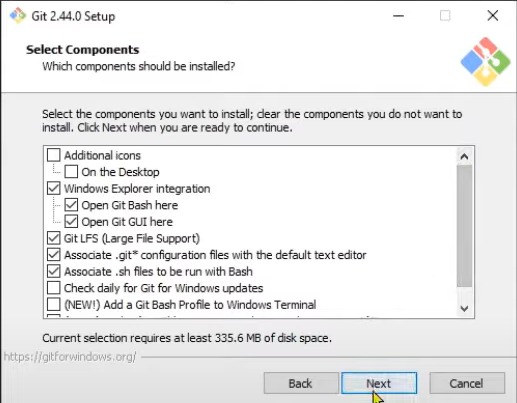 Git 2.44.0 Setup
Select Components
Which components should be installed?
Select the components you want to install; clear the components you do not want to
install. Click Next when you are ready to continue.
Additional icons
On the Desktop
Windows Explorer integration
Open Git Bash here
Open Git GUI here
Git LFS (Large File Support)
Associate .git* configuration files with the default text editor
Associate .sh files to be run with Bash
Check daily for Git for Windows updates
(NEW!) Add a Git Bash Profile to Windows Terminal
Current selection requires at least 335.6 MB of disk space.
https://gitforwindows.org/
Back
Next
Cancel